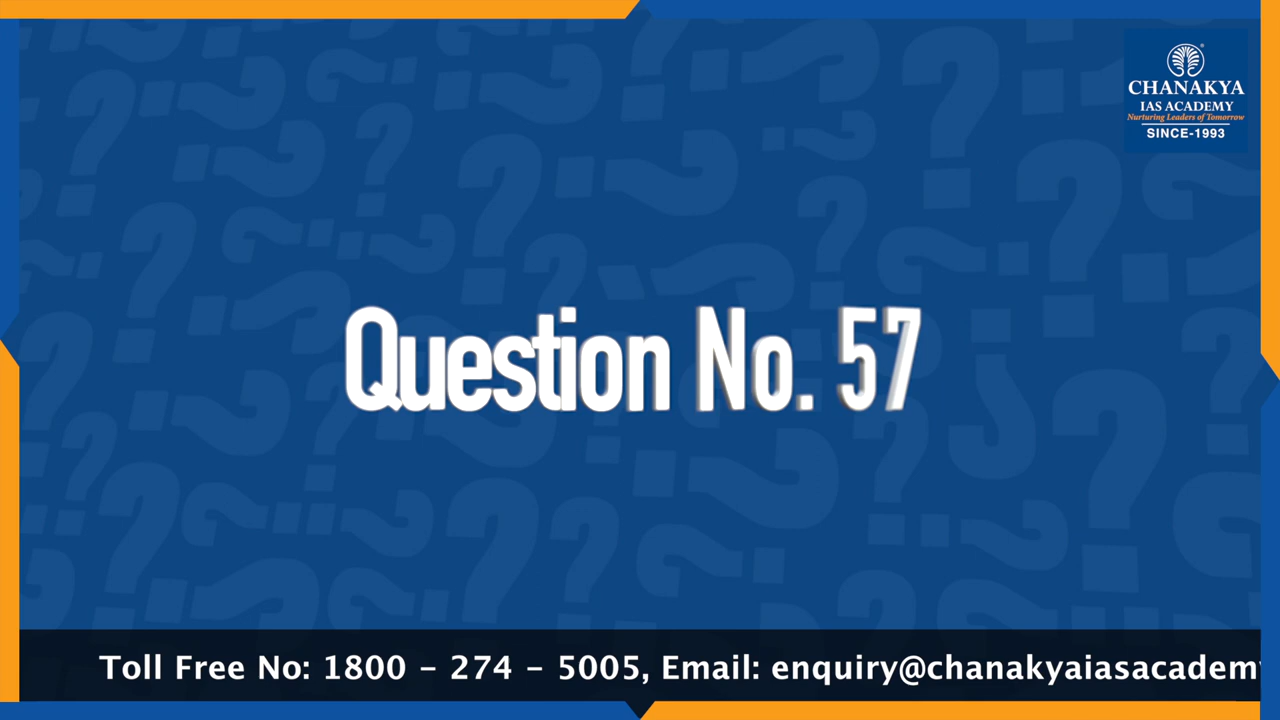 CHANAKYA
IAS ACADEMY
Nurturing Leaders of Tomorrow
SINCE-1993
Question No. 57
Toll Free No: 1800 - 274 - 5005, Email: enquiry@chanakyaiasacademy